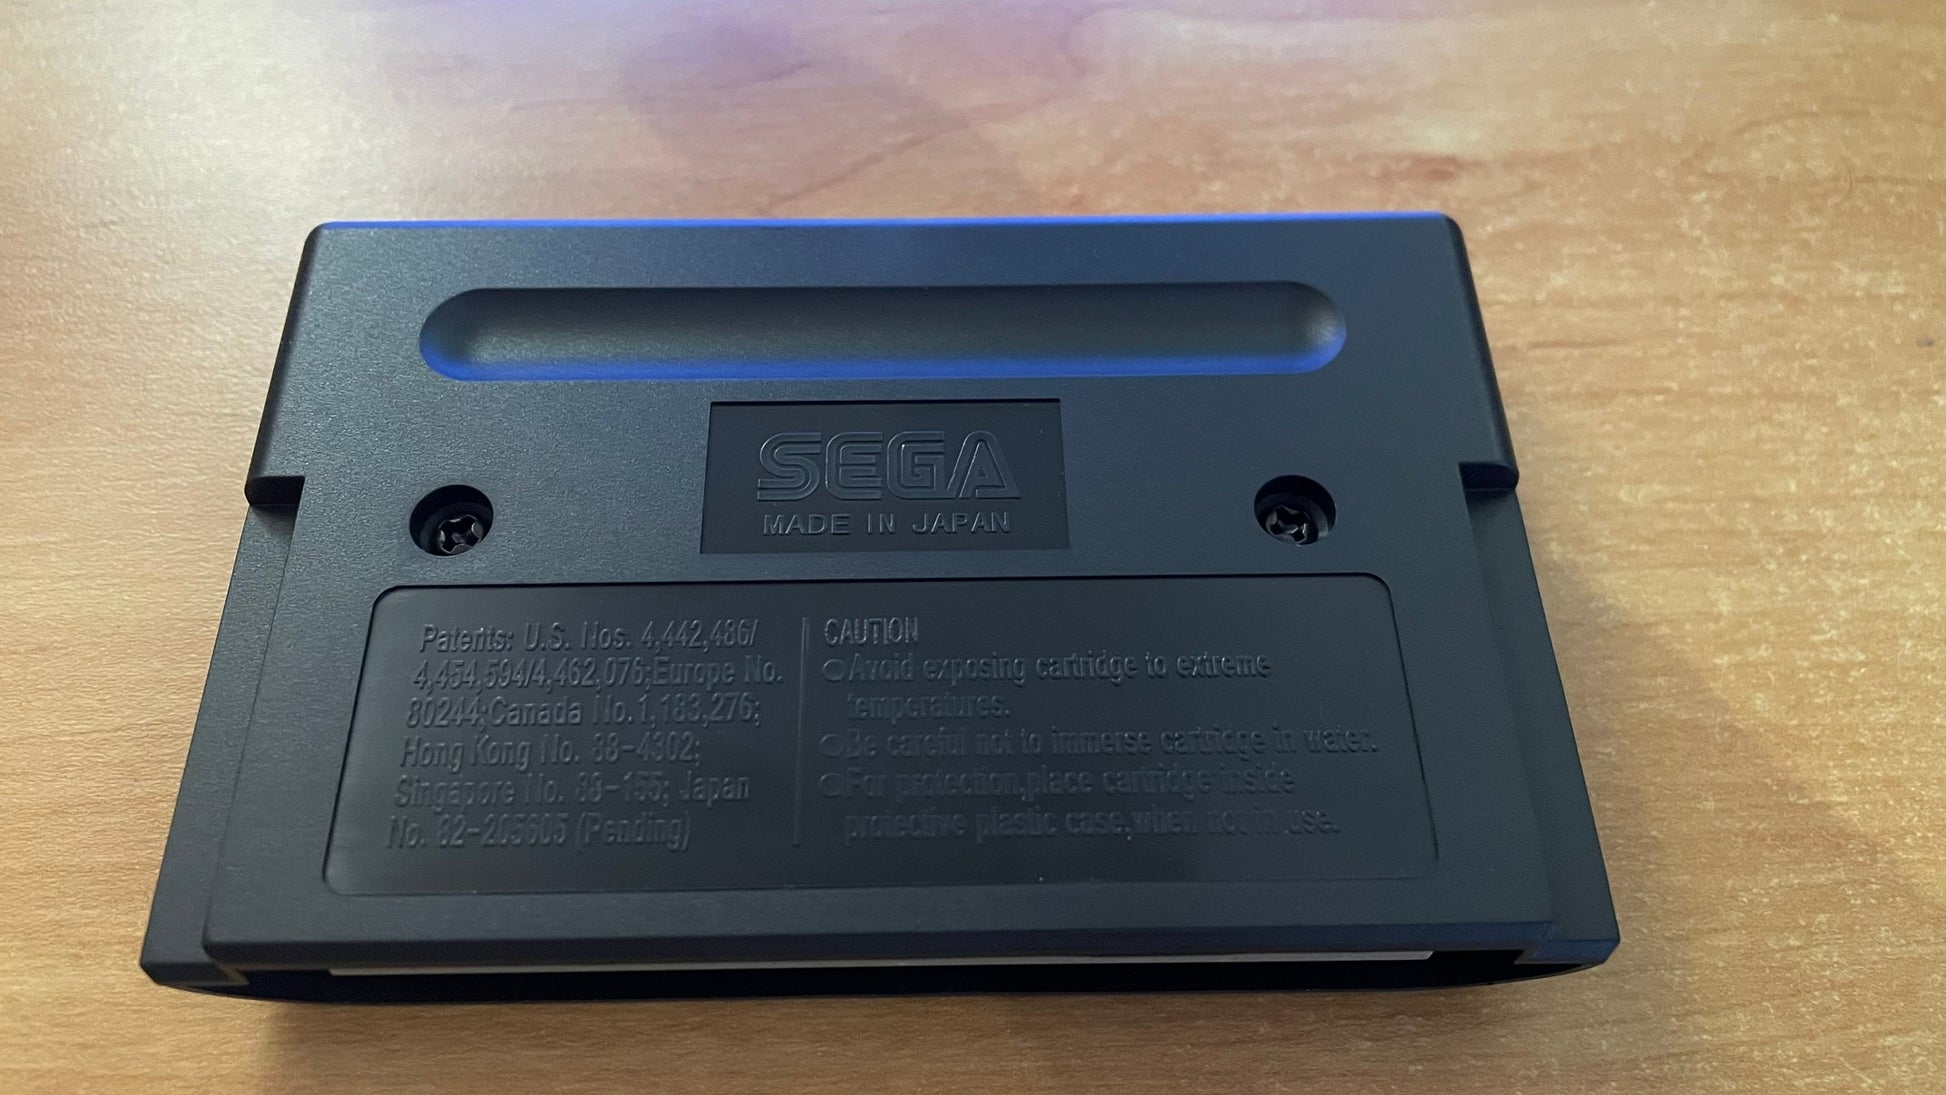 SEGA
MADE IN JAPAN
Patents: U.S. Nos. 4,442,486/
4,454,594/4,462,076;Europe No.
80244;Canada No.1,183,276;
Hong Kong No. 88-4302;
Singapore No. 88-155; Japan
No. 82-205605 (Pending)
CAUTION
○Avoid exposing cartridge to extreme
temperatures.
○Be careful not to immerse cartridge in water.
○For protection,place cartridge inside
protective plastic case,when not in use.